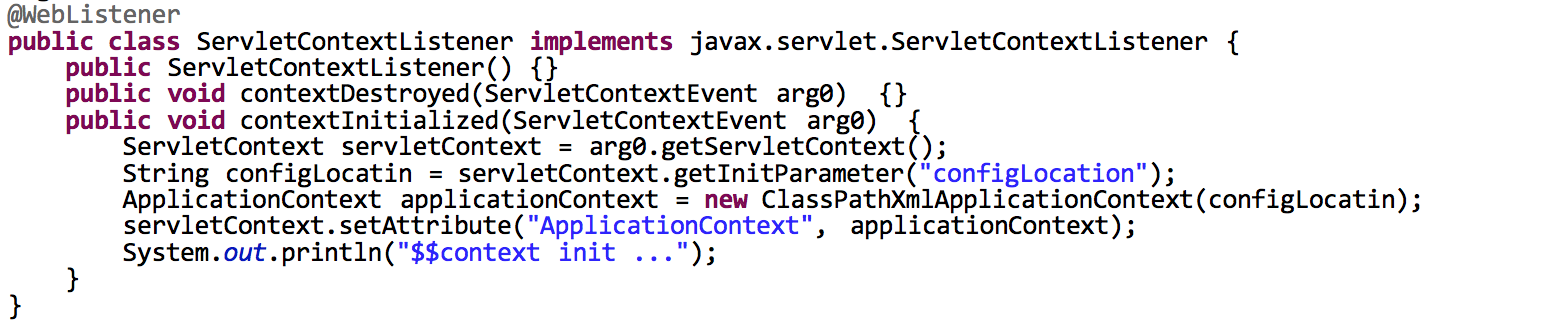 @WebListener
public class ServletContextListener implements javax.servlet.ServletContextListener {
public ServletContextListener() {}
public void contextDestroyed(ServletContextEvent arg0) {}
public void contextInitialized(ServletContextEvent arg0) {
ServletContext servletContext = arg0.getServletContext();
String configLocatin = servletContext.getInitParameter("configLocation");
ApplicationContext applicationContext = new ClassPathXmlApplicationContext(configLocatin);
servletContext.setAttribute("ApplicationContext", applicationContext);
System.out.println("$$context init ...");
}
}